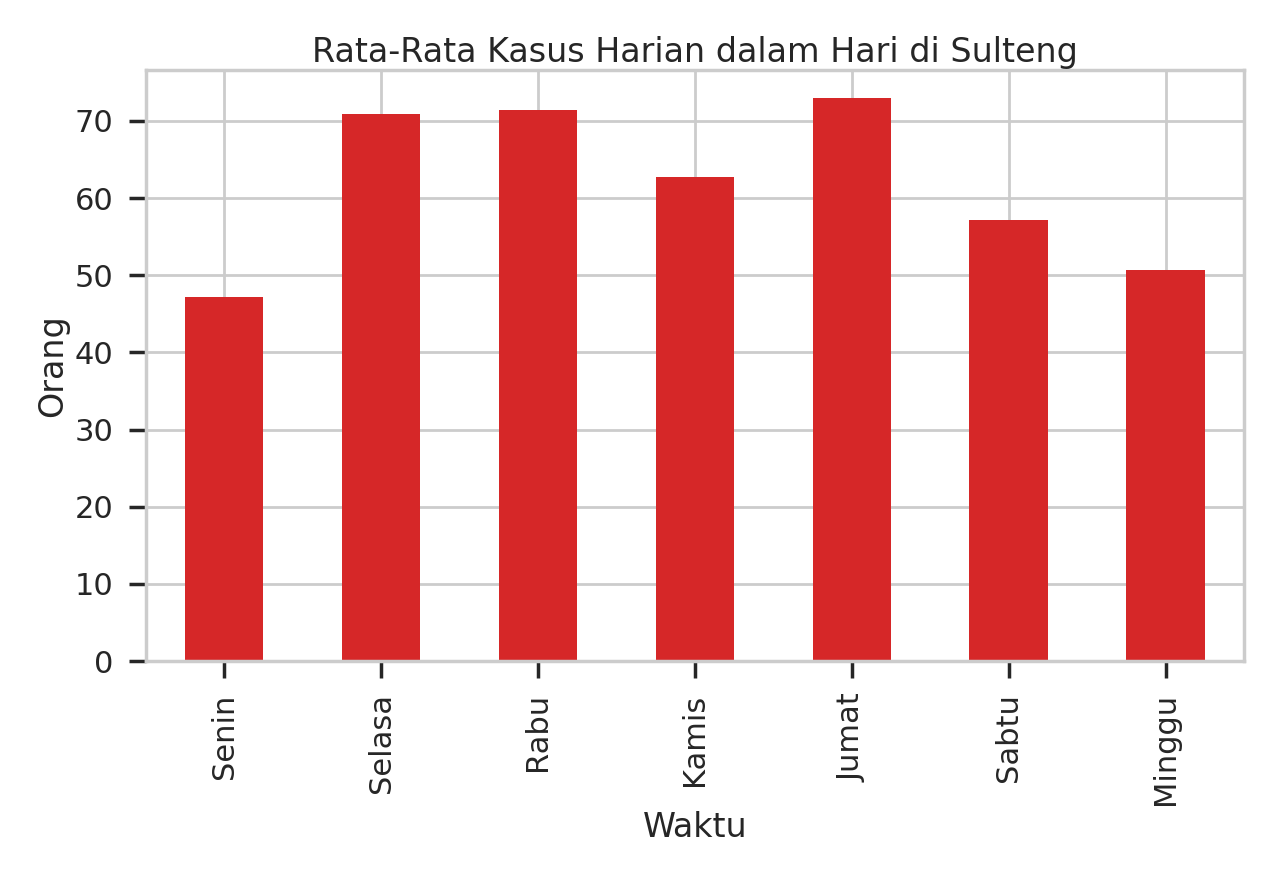 Rata-Rata Kasus Harian dalam Hari di Sulteng
70
60
50
40
30
20
10
0
Orang
Senin
Selasa
Rabu
Kamis
Jumat
Sabtu
Minggu
Waktu